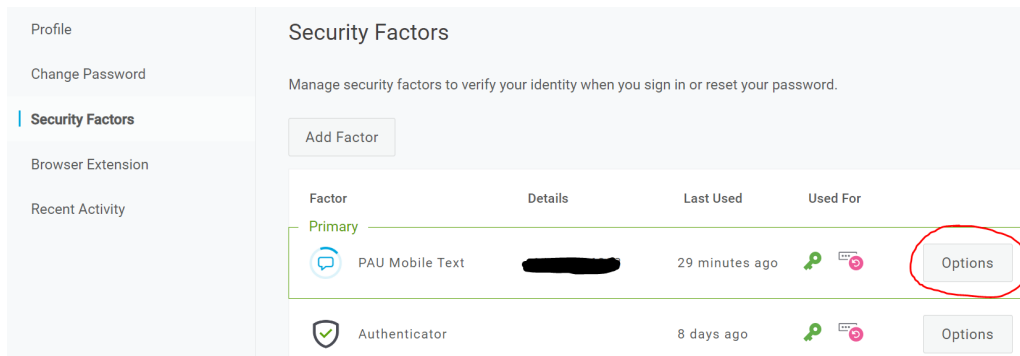 Profile
Change Password
Security Factors
Browser Extension
Recent Activity
Security Factors
Manage security factors to verify your identity when you sign in or reset your password.
Add Factor
Factor Details Last Used Used For
Primary
PAU Mobile Text 29 minutes ago Options
Authenticator 8 days ago Options